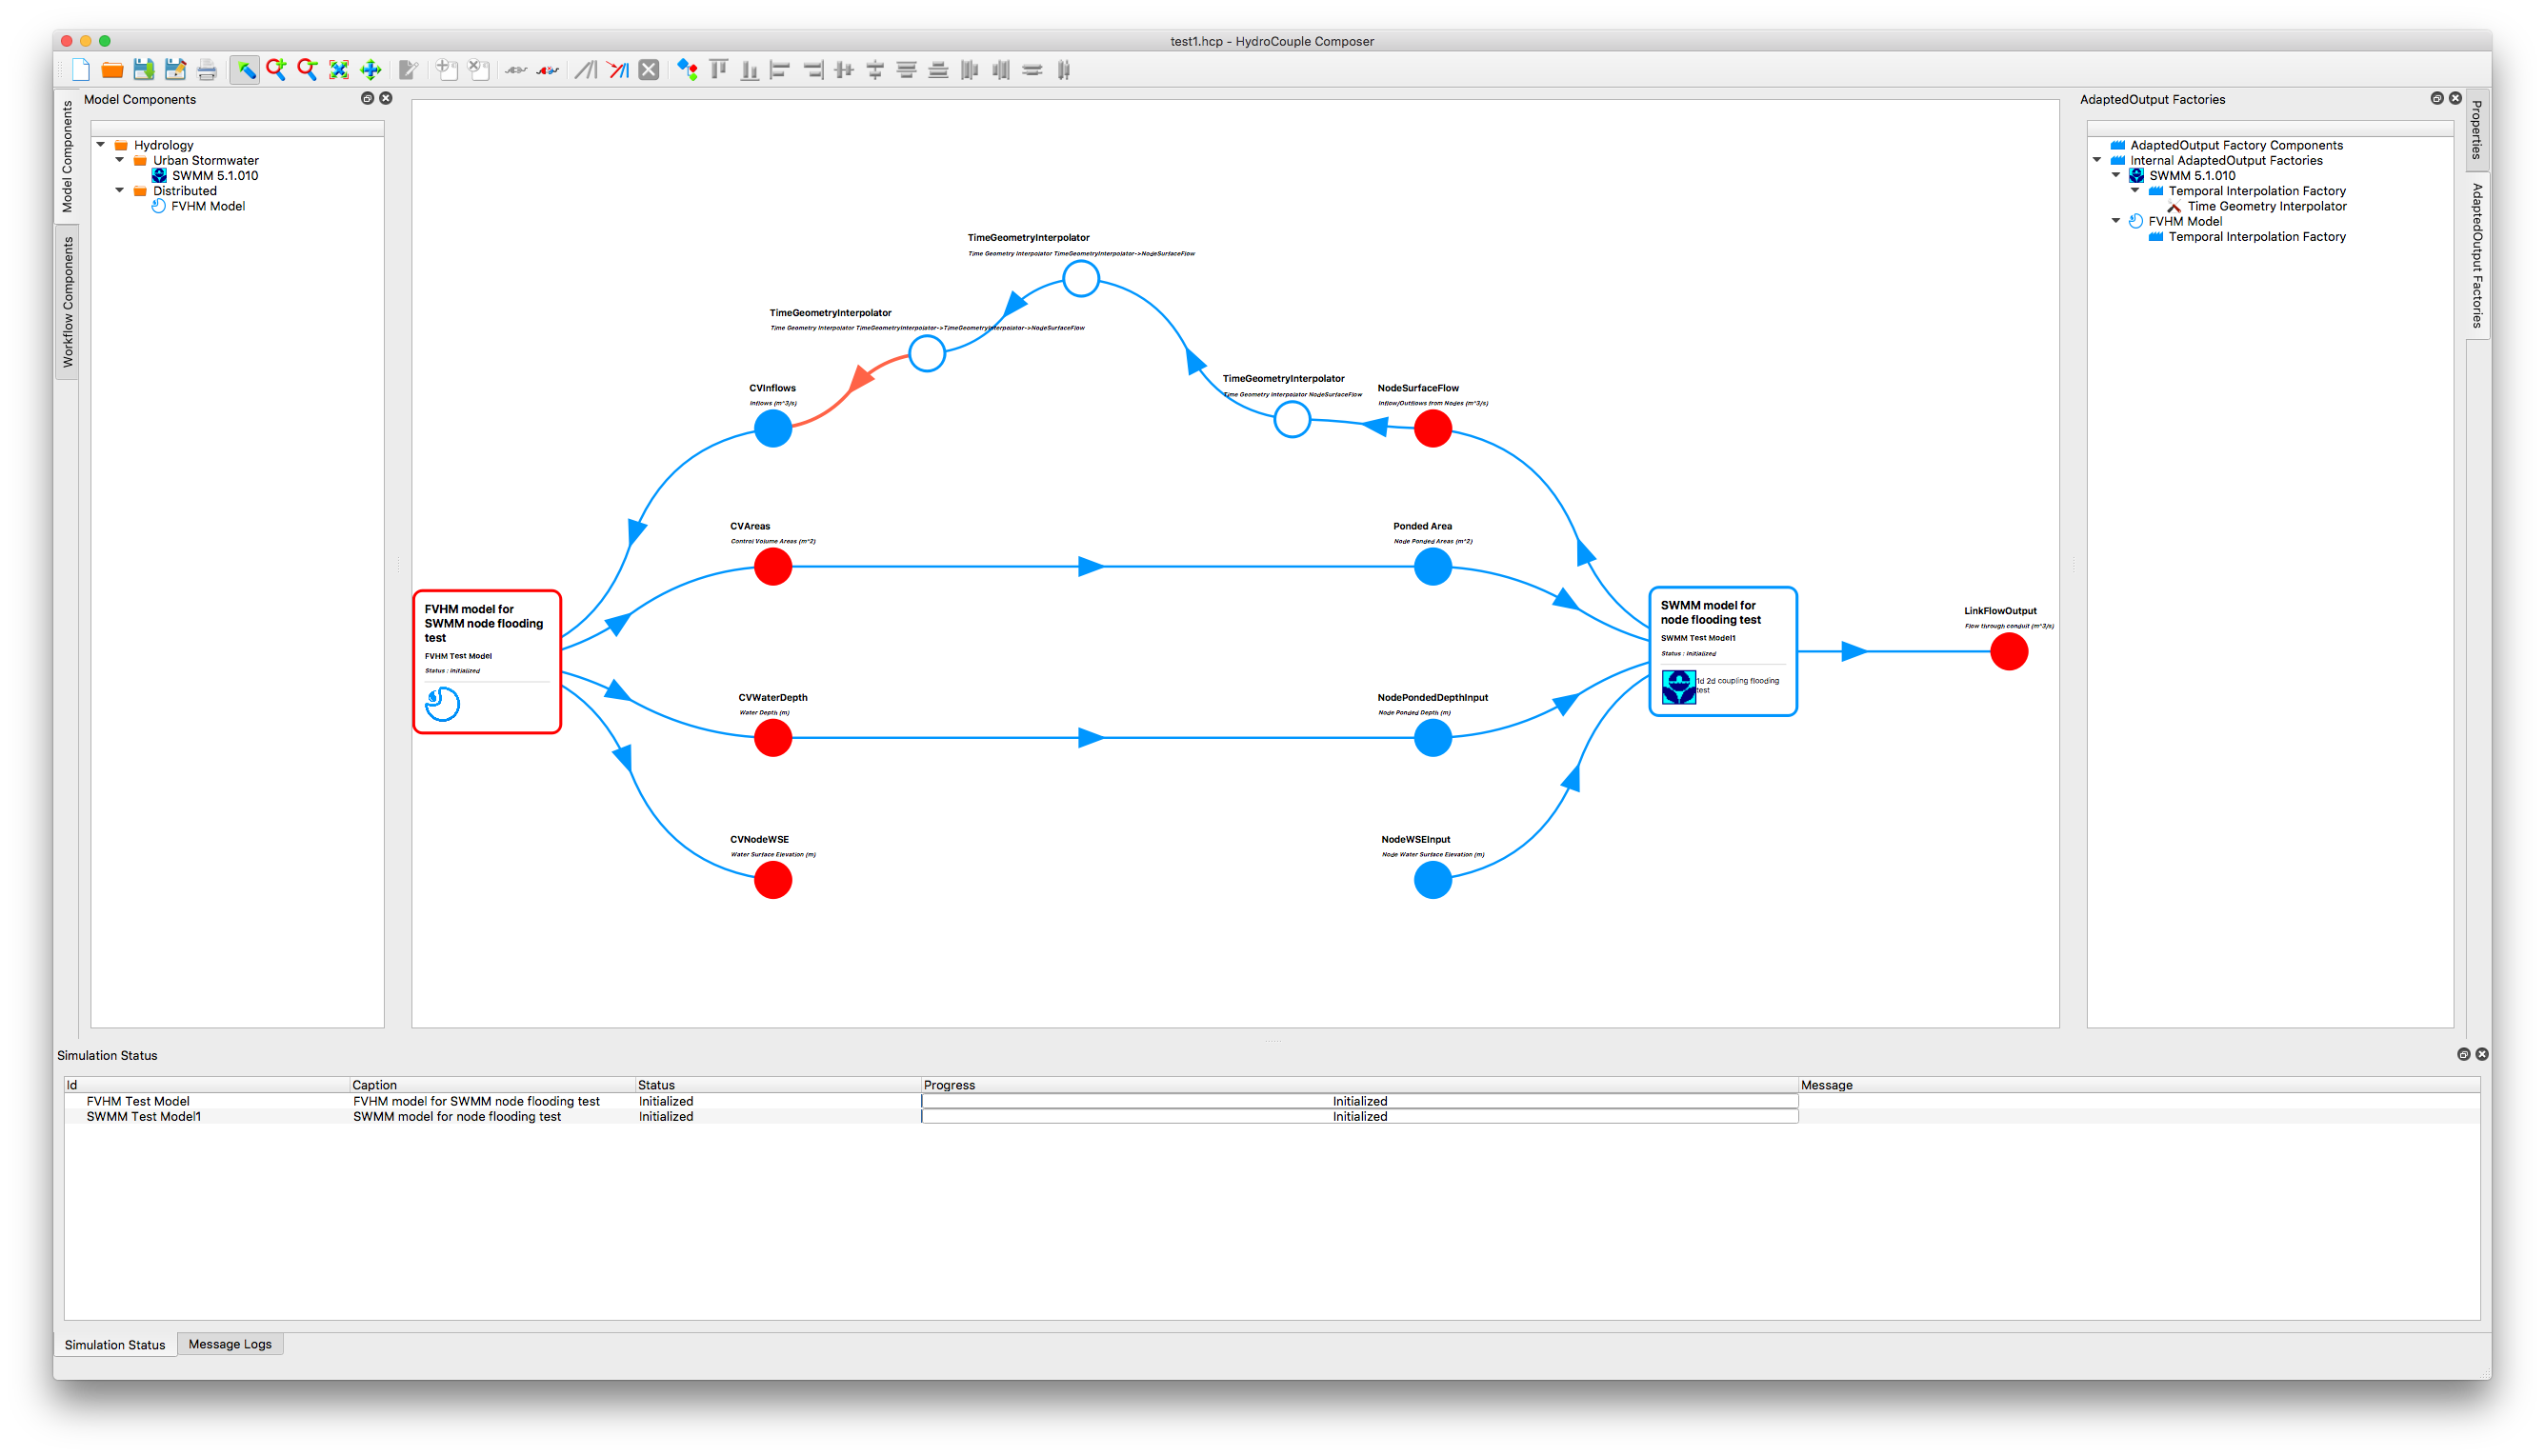 test1.hcp - HydroCouple Composer
Model Components
Model Components
Workflow Components
Hydrology
Urban Stormwater
SWMM 5.1.010
Distributed
FVHM Model
TimeGeometryInterpolator
Time Geometry Interpolator TimeGeometryInterpolator->NodeSurfaceFlow
TimeGeometryInterpolator
Time Geometry Interpolator TimeGeometryInterpolator->TimeGeometryInterpolator->NodeSurfaceFlow
TimeGeometryInterpolator
Time Geometry Interpolator NodeSurfaceFlow
CVInflows
Inflows (m^3/s)
NodeSurfaceFlow
Inflow/Outflows from Nodes (m^3/s)
CVAreas
Control Volume Areas (m^2)
Ponded Area
Node Ponded Areas (m^2)
FVHM model for
SWMM node flooding
test
FVHM Test Model
Status : Initialized
SWMM model for
node flooding test
SWMM Test Model1
Status : Initialized
1d 2d coupling flooding
test
LinkFlowOutput
Flow through conduit (m^3/s)
CVWaterDepth
Water Depth (m)
NodePondedDepthInput
Node Ponded Depth (m)
CVNodeWSE
Water Surface Elevation (m)
NodeWSEInput
Node Water Surface Elevation (m)
AdaptedOutput Factories
AdaptedOutput Factory Components
Internal AdaptedOutput Factories
SWMM 5.1.010
Temporal Interpolation Factory
Time Geometry Interpolator
FVHM Model
Temporal Interpolation Factory
Properties
AdaptedOutput Factories
Simulation Status
Id Caption Status Progress Message
FVHM Test Model FVHM model for SWMM node flooding test Initialized Initialized
SWMM Test Model1 SWMM model for node flooding test Initialized Initialized
Simulation Status Message Logs